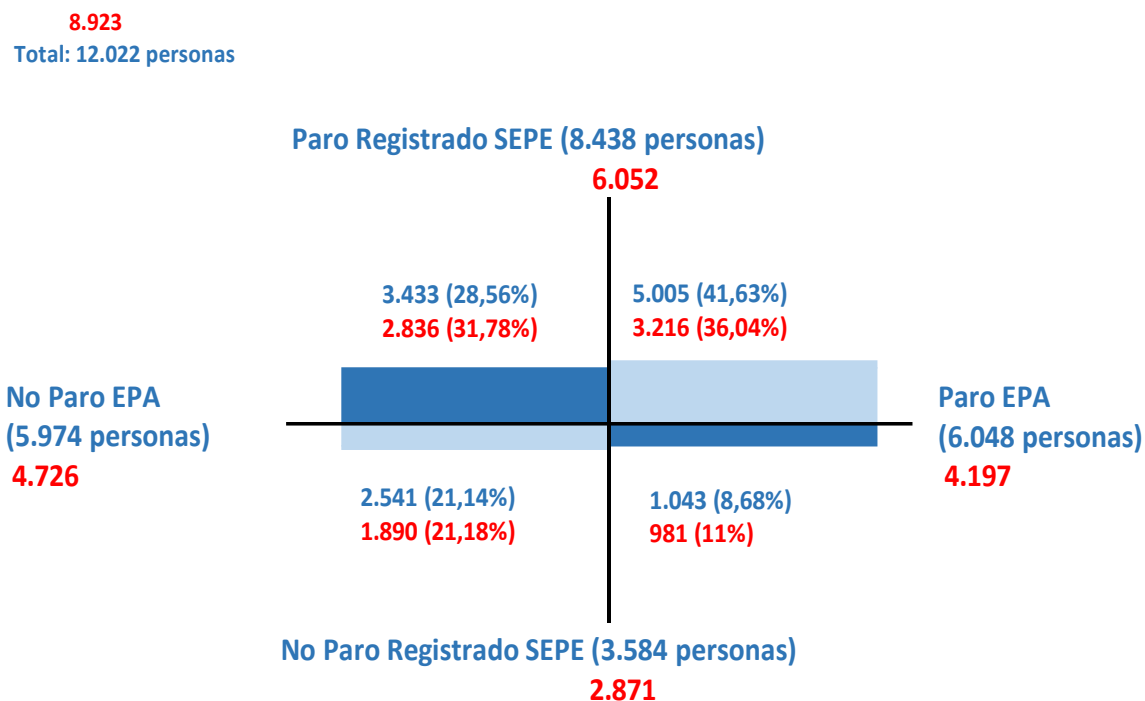 8.923
Total: 12.022 personas
Paro Registrado SEPE (8.438 personas)
6.052
3.433 (28,56%)
2.836 (31,78%)
5.005 (41,63%)
3.216 (36,04%)
No Paro EPA
(5.974 personas)
4.726
Paro EPA
(6.048 personas)
4.197
2.541 (21,14%)
1.890 (21,18%)
1.043 (8,68%)
981 (11%)
No Paro Registrado SEPE (3.584 personas)
2.871